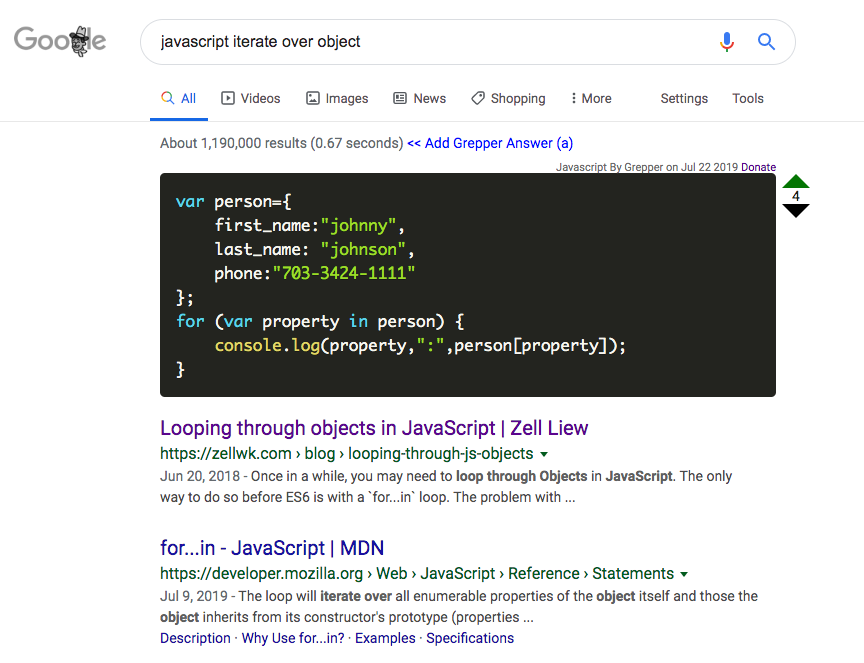 Google
javascript iterate over object
All Videos Images News Shopping More Settings Tools
About 1,190,000 results (0.67 seconds) << Add Grepper Answer (a)
Javascript By Grepper on Jul 22 2019 Donate
4
var person={
    first_name:"johnny",
    last_name: "johnson",
    phone:"703-3424-1111"
};
for (var property in person) {
    console.log(property,":",person[property]);
}
Looping through objects in JavaScript | Zell Liew
https://zellwk.com › blog › looping-through-js-objects
Jun 20, 2018 - Once in a while, you may need to loop through Objects in JavaScript. The only
way to do so before ES6 is with a `for...in` loop. The problem with ...
for...in - JavaScript | MDN
https://developer.mozilla.org › Web › JavaScript › Reference › Statements
Jul 9, 2019 - The loop will iterate over all enumerable properties of the object itself and those the
object inherits from its constructor's prototype (properties ...
Description · Why Use for...in? · Examples · Specifications